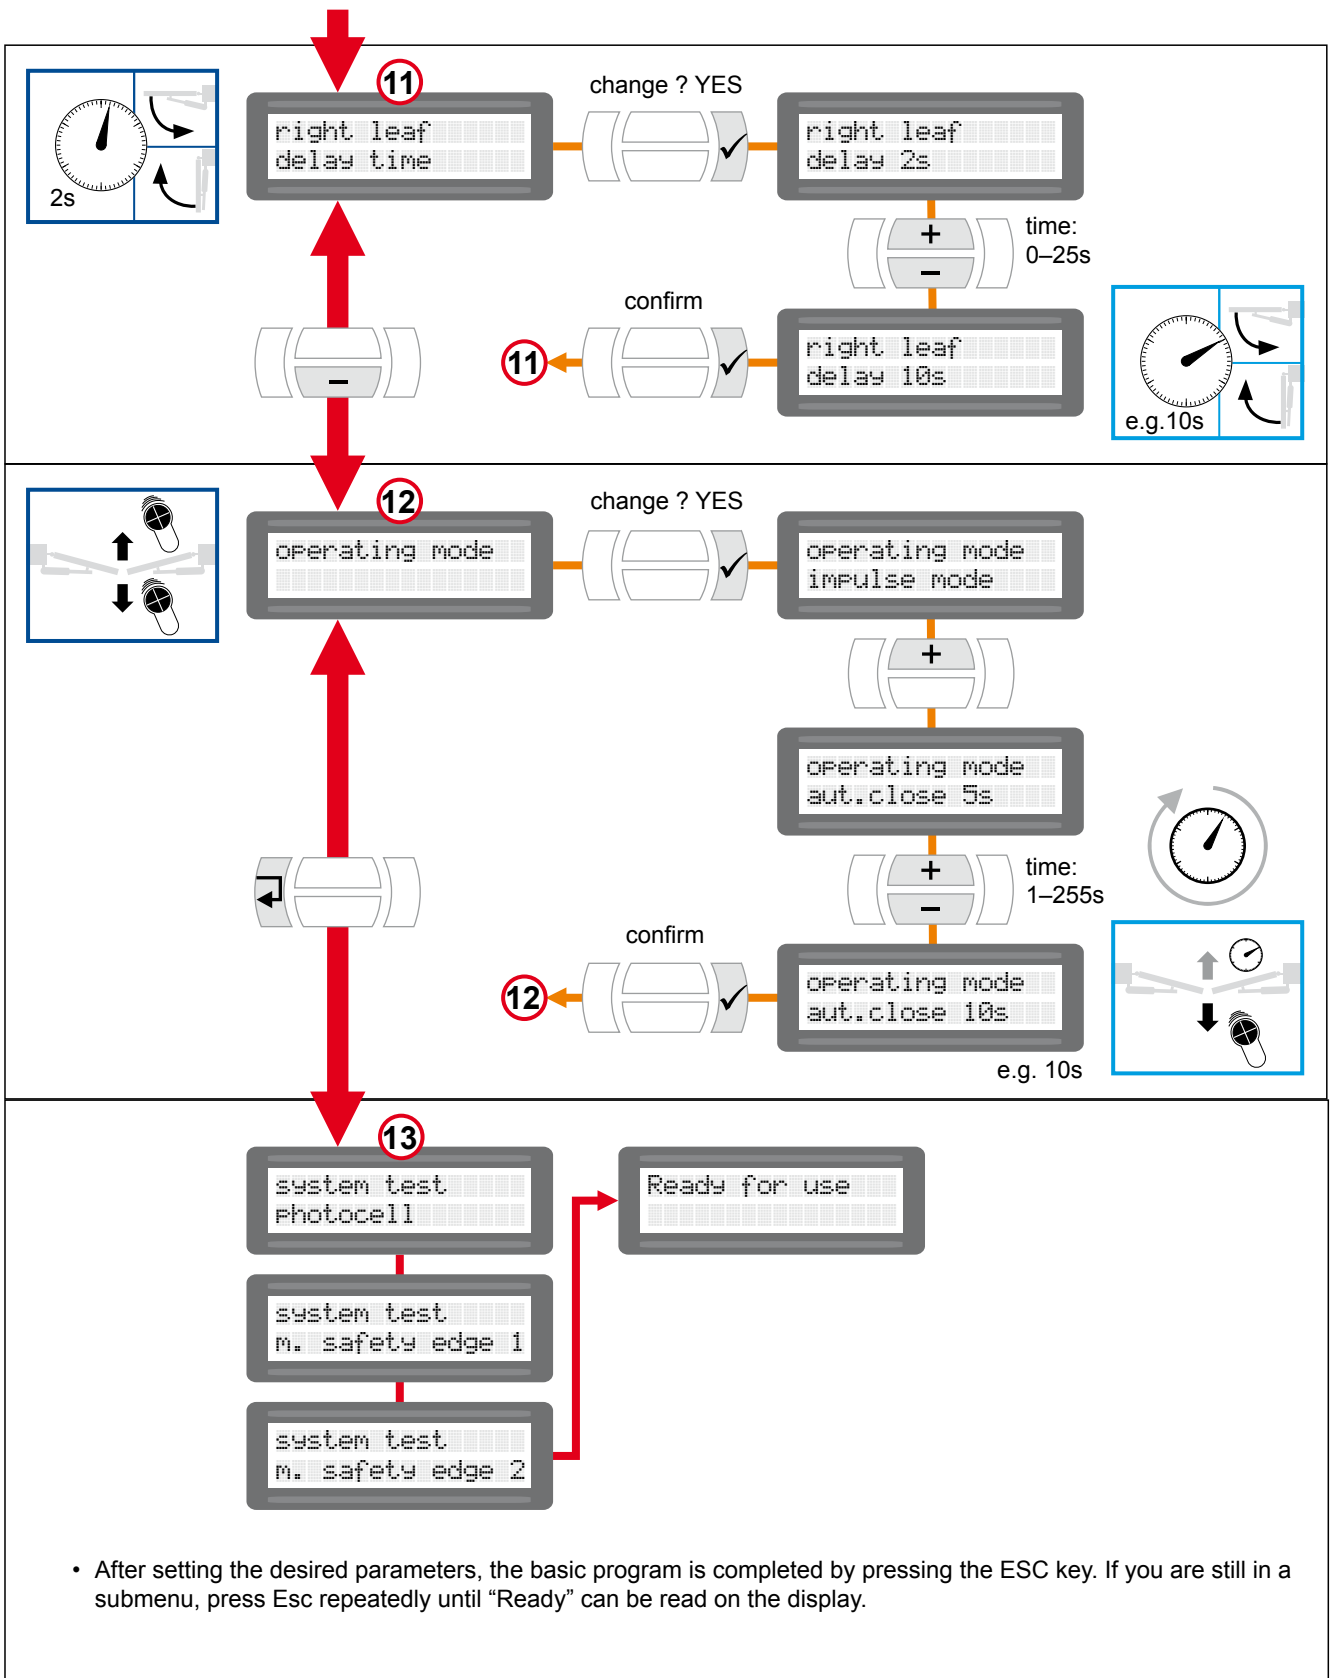 11
change ? YES
right leaf
delay time
2s
right leaf
delay 2s
+
−
time:
0–25s
confirm
11
right leaf
delay 10s
e.g.10s
−
12
change ? YES
operating mode
operating mode
impulse mode
+
operating mode
aut.close 5s
+
−
time:
1–255s
confirm
12
operating mode
aut.close 10s
e.g. 10s
13
system test
photocell
Ready for use
system test
m. safety edge 1
system test
m. safety edge 2
• After setting the desired parameters, the basic program is completed by pressing the ESC key. If you are still in a
submenu, press Esc repeatedly until “Ready” can be read on the display.